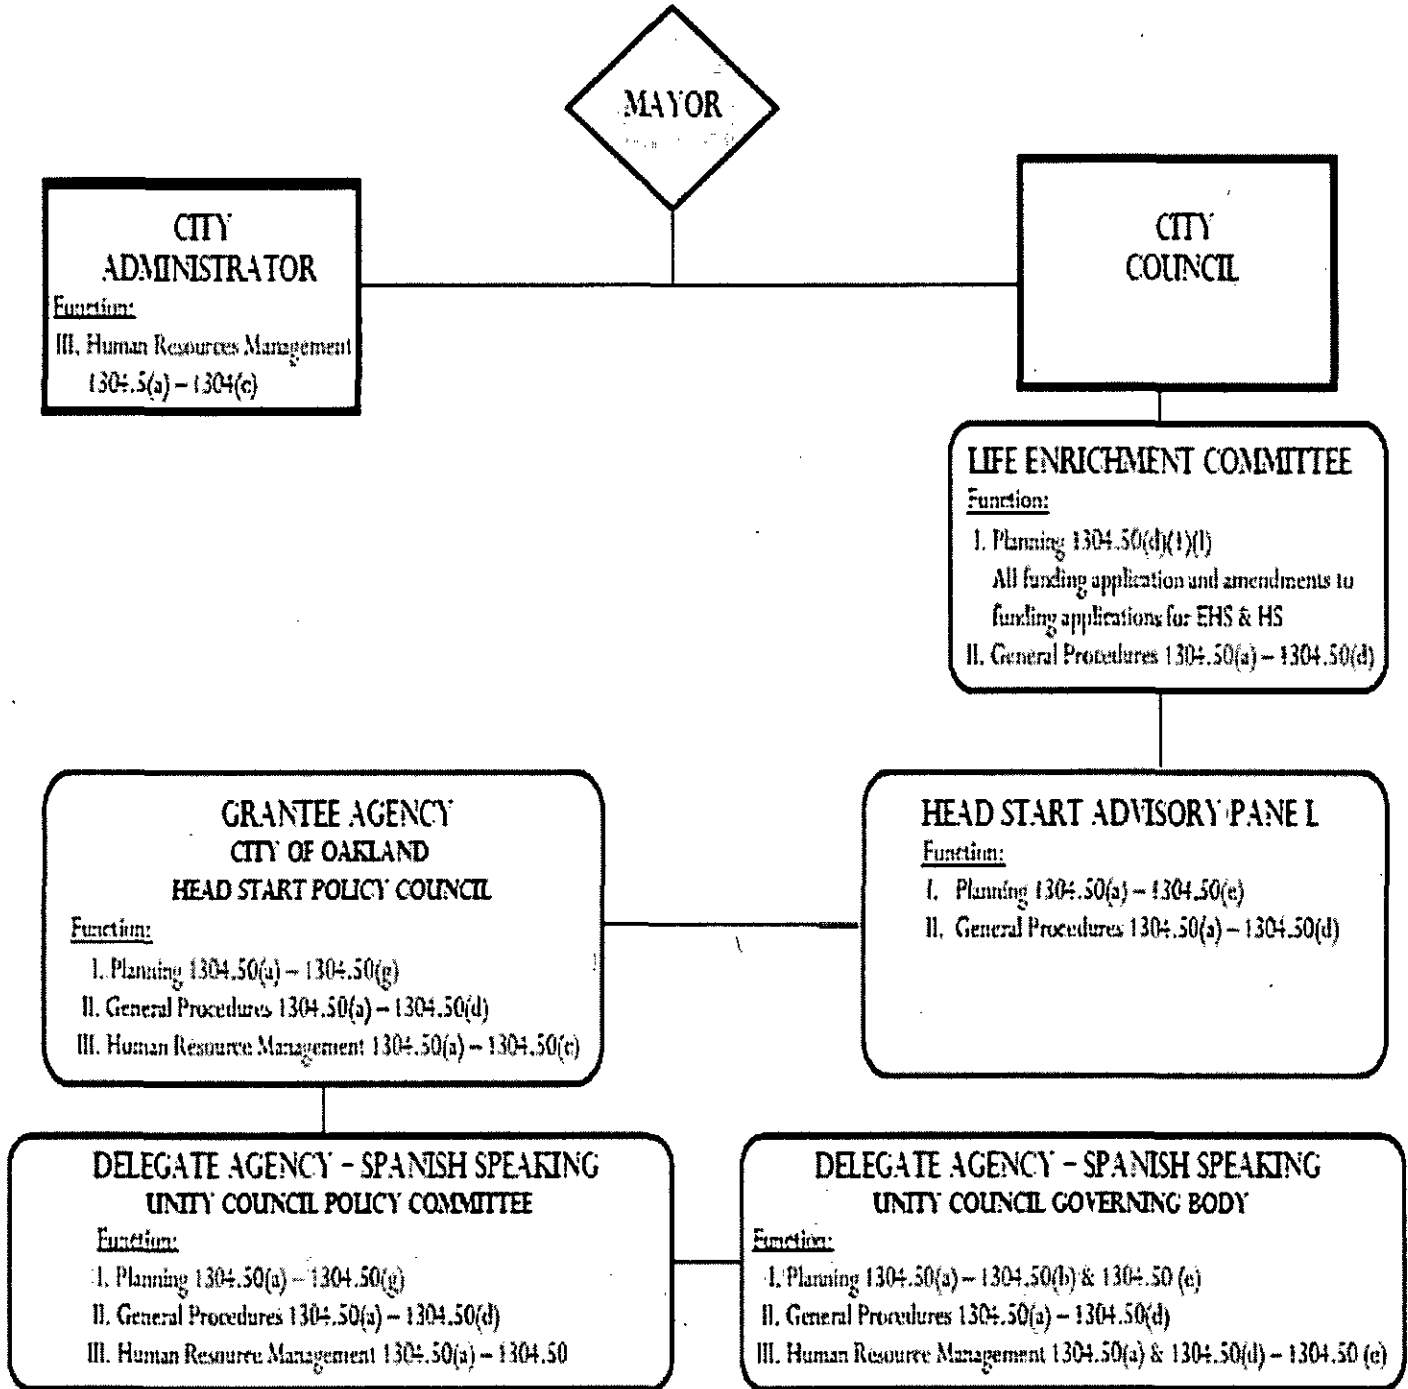 MAYOR
CITY
ADMINISTRATOR
Function:
III. Human Resources Management
1304.5(a) – 1304(c)
CITY
COUNCIL
LIFE ENRICHMENT COMMITTEE
Function:
I. Planning 1304.50(d)(1)(l)
All funding application and amendments to
funding applications for EHS & HS
II. General Procedures 1304.50(a) – 1304.50(d)
GRANTEE AGENCY
CITY OF OAKLAND
HEAD START POLICY COUNCIL
Function:
I. Planning 1304.50(a) – 1304.50(g)
II. General Procedures 1304.50(a) – 1304.50(d)
III. Human Resource Management 1304.50(a) – 1304.50(c)
HEAD START ADVISORY PANE L
Function:
I. Planning 1304.50(a) – 1304.50(e)
II. General Procedures 1304.50(a) – 1304.50(d)
DELEGATE AGENCY – SPANISH SPEAKING
UNITY COUNCIL POLICY COMMITTEE
Function:
I. Planning 1304.50(a) – 1304.50(g)
II. General Procedures 1304.50(a) – 1304.50(d)
III. Human Resource Management 1304.50(a) – 1304.50
DELEGATE AGENCY – SPANISH SPEAKING
UNITY COUNCIL GOVERNING BODY
Function:
I. Planning 1304.50(a) – 1304.50(b) & 1304.50 (e)
II. General Procedures 1304.50(a) – 1304.50(d)
III. Human Resource Management 1304.50(a) & 1304.50(d) – 1304.50 (e)